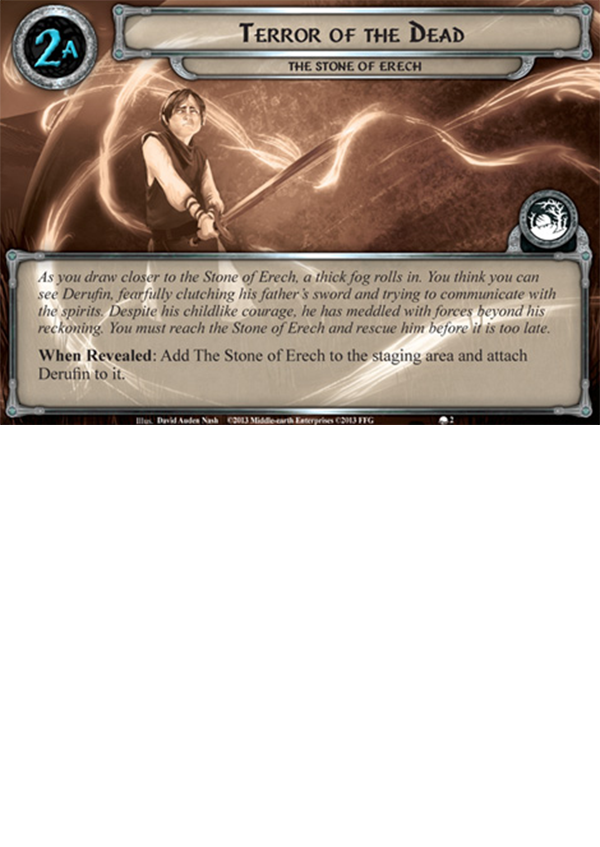 2A
TERROR OF THE DEAD
THE STONE OF ERECH
As you draw closer to the Stone of Erech, a thick fog rolls in. You think you can
see Derufin, fearfully clutching his father's sword and trying to communicate with
the spirits. Despite his childlike courage, he has meddled with forces beyond his
reckoning. You must reach the Stone of Erech and rescue him before it is too late.
When Revealed: Add The Stone of Erech to the staging area and attach
Derufin to it.
Illus. David Auden Nash ©2013 Middle-earth Enterprises ©2013 FFG 2